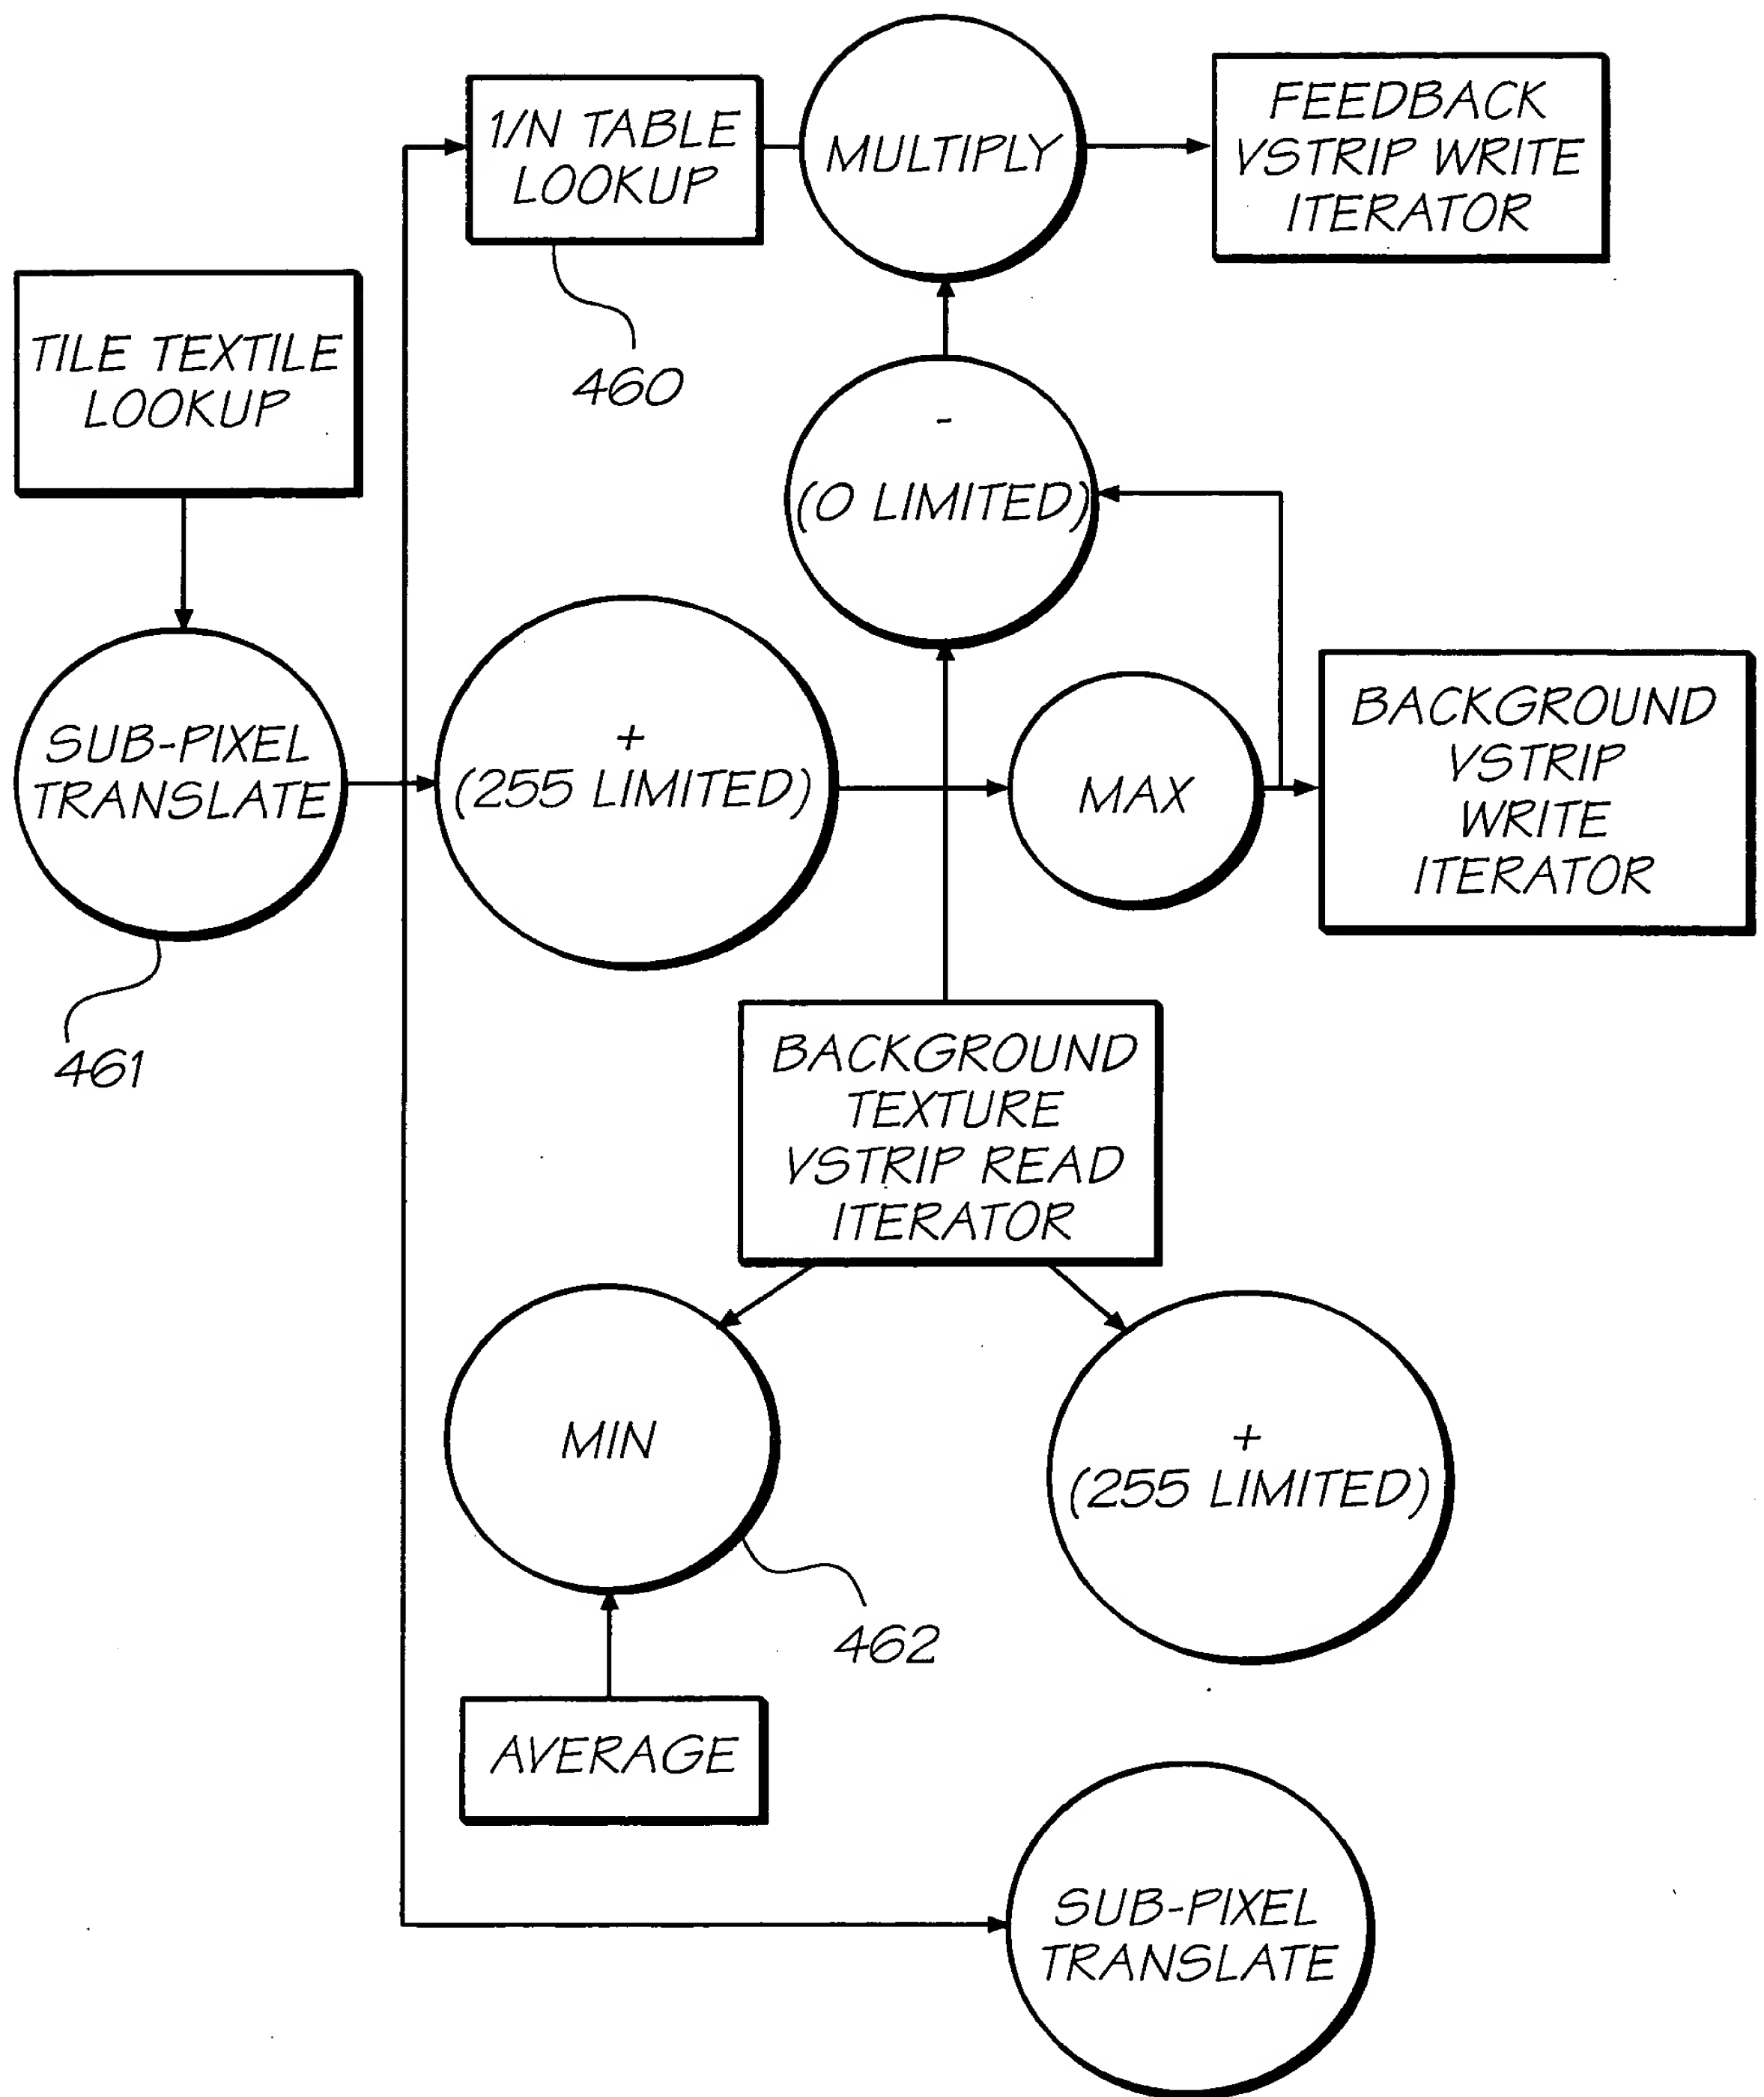 1/N TABLE
LOOKUP
MULTIPLY
FEEDBACK
VSTRIP WRITE
ITERATOR
460
TILE TEXTILE
LOOKUP
-
(0 LIMITED)
SUB-PIXEL
TRANSLATE
461
+
(255 LIMITED)
MAX
BACKGROUND
VSTRIP
WRITE
ITERATOR
BACKGROUND
TEXTURE
VSTRIP READ
ITERATOR
MIN
462
+
(255 LIMITED)
AVERAGE
SUB-PIXEL
TRANSLATE